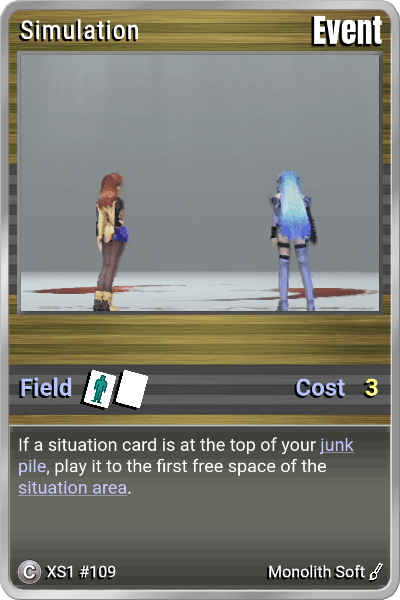 Simulation Event
Field Cost 3
If a situation card is at the top of your junk
pile, play it to the first free space of the
situation area.
C XS1 #109 Monolith Soft